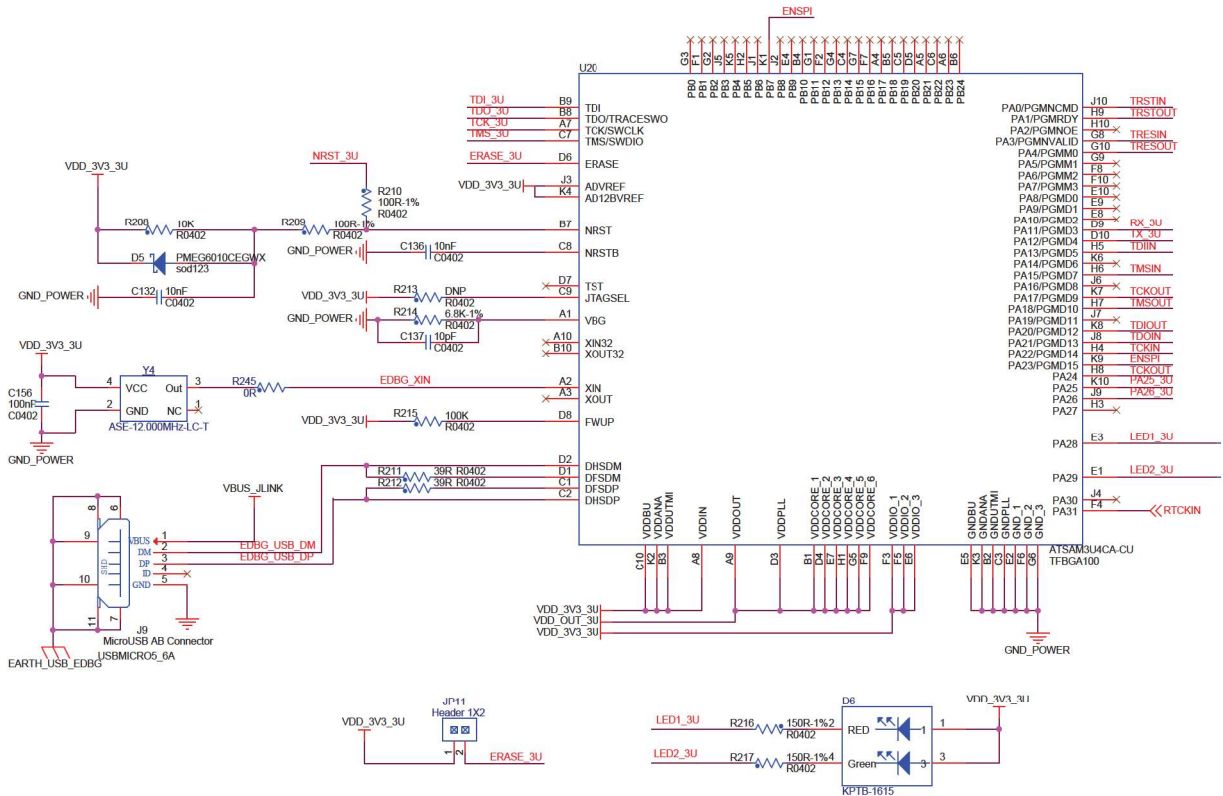 ENSPI
G3 F1 G2 J5 K5 H2 J1 K1 J2 E4 B4 G1 F2 G4 C4 G7 F7 A4 B5 C5 D5 A5 C6 A6 B6
U20
PB0 PB1 PB2 PB3 PB4 PB5 PB6 PB7 PB8 PB9 PB10 PB11 PB12 PB13 PB14 PB15 PB16 PB17 PB18 PB19 PB20 PB21 PB22 PB23 PB24
TDI_3U B9 TDI
TDO_3U B8 TDO/TRACESWO
TCK_3U A7 TCK/SWCLK
TMS_3U C7 TMS/SWDIO
NRST_3U
ERASE_3U D6 ERASE
VDD_3V3_3U J3 ADVREF
K4 AD12BVREF
R210
100R-1%
R0402
VDD_3V3_3U
R208 10K
R0402
R209 100R-1%
R0402
B7 NRST
GND_POWER C136 10nF
C0402
C8 NRSTB
D5 PMEG6010CEGWX
sod123
GND_POWER C132 10nF
C0402
D7 TST
VDD_3V3_3U R213 DNP
R0402
C9 JTAGSEL
GND_POWER R214 6.8K-1%
R0402
A1 VBG
C137 10pF
C0402
A10 XIN32
B10 XOUT32
VDD_3V3_3U
C156
100nF
C0402
Y4
4 VCC Out 3
2 GND NC 1
ASE-12.000MHz-LC-T
GND_POWER
R245
0R
EDBG_XIN A2 XIN
A3 XOUT
VDD_3V3_3U R215 100K
R0402
D8 FWUP
D2 DHSDM
R211 39R R0402 D1 DFSDM
R212 39R R0402 C1 DFSDP
C2 DHSDP
VBUS_JLINK
8 6
9
10
11 7
SHD
VBUS 1
DM 2 EDBG_USB_DM
DP 3 EDBG_USB_DP
ID 4
GND 5
J9
MicroUSB AB Connector
USBMICRO5_6A
EARTH_USB_EDBG
GND_POWER
PA0/PGMNCMD J10 TRSTIN
PA1/PGMRDY H9 TRSTOUT
PA2/PGMNOE H10
PA3/PGMNVALID G8 TRESIN
PA4/PGMM0 G10 TRESOUT
PA5/PGMM1 G9
PA6/PGMM2 F8
PA7/PGMM3 F10
PA8/PGMD0 E10
PA9/PGMD1 E9
PA10/PGMD2 E8
PA11/PGMD3 D9 RX_3U
PA12/PGMD4 D10 TX_3U
PA13/PGMD5 H5 TDIIN
PA14/PGMD6 K6
PA15/PGMD7 H6 TMSIN
PA16/PGMD8 J6
PA17/PGMD9 K7 TCKOUT
PA18/PGMD10 H7 TMSOUT
PA19/PGMD11 J7
PA20/PGMD12 K8 TDIOUT
PA21/PGMD13 J8 TDOIN
PA22/PGMD14 H4 TCKIN
PA23/PGMD15 K9 ENSPI
PA24 H8 TCKOUT
PA25 K10 PA25_3U
PA26 J9 PA26_3U
PA27 H3
PA28 E3 LED1_3U
PA29 E1 LED2_3U
PA30 J4
PA31 F4 RTCKIN
VDDBU VDDANA VDDUTMI VDDIN VDDOUT VDDPLL VDDCORE_1 VDDCORE_2 VDDCORE_3 VDDCORE_4 VDDCORE_5 VDDCORE_6 VDDIO_1 VDDIO_2 VDDIO_3 GNDBU GNDANA GNDUTMI GNDPLL GND_1 GND_2 GND_3
ATSAM3U4CA-CU
TFBGA100
C10 K2 B3 A8 A9 D3 B1 D4 E7 H1 G5 F9 F3 F5 E6 E5 K3 B2 C3 E2 F6 G6
VDD_3V3_3U
VDD_OUT_3U
VDD_3V3_3U
GND_POWER
JP11
Header 1X2
VDD_3V3_3U
1 2
ERASE_3U
D6
VDD_3V3_3U
LED1_3U R216 150R-1% 2 RED 1 1
R0402
LED2_3U R217 150R-1% 4 Green 3 3
R0402
KPTB-1615